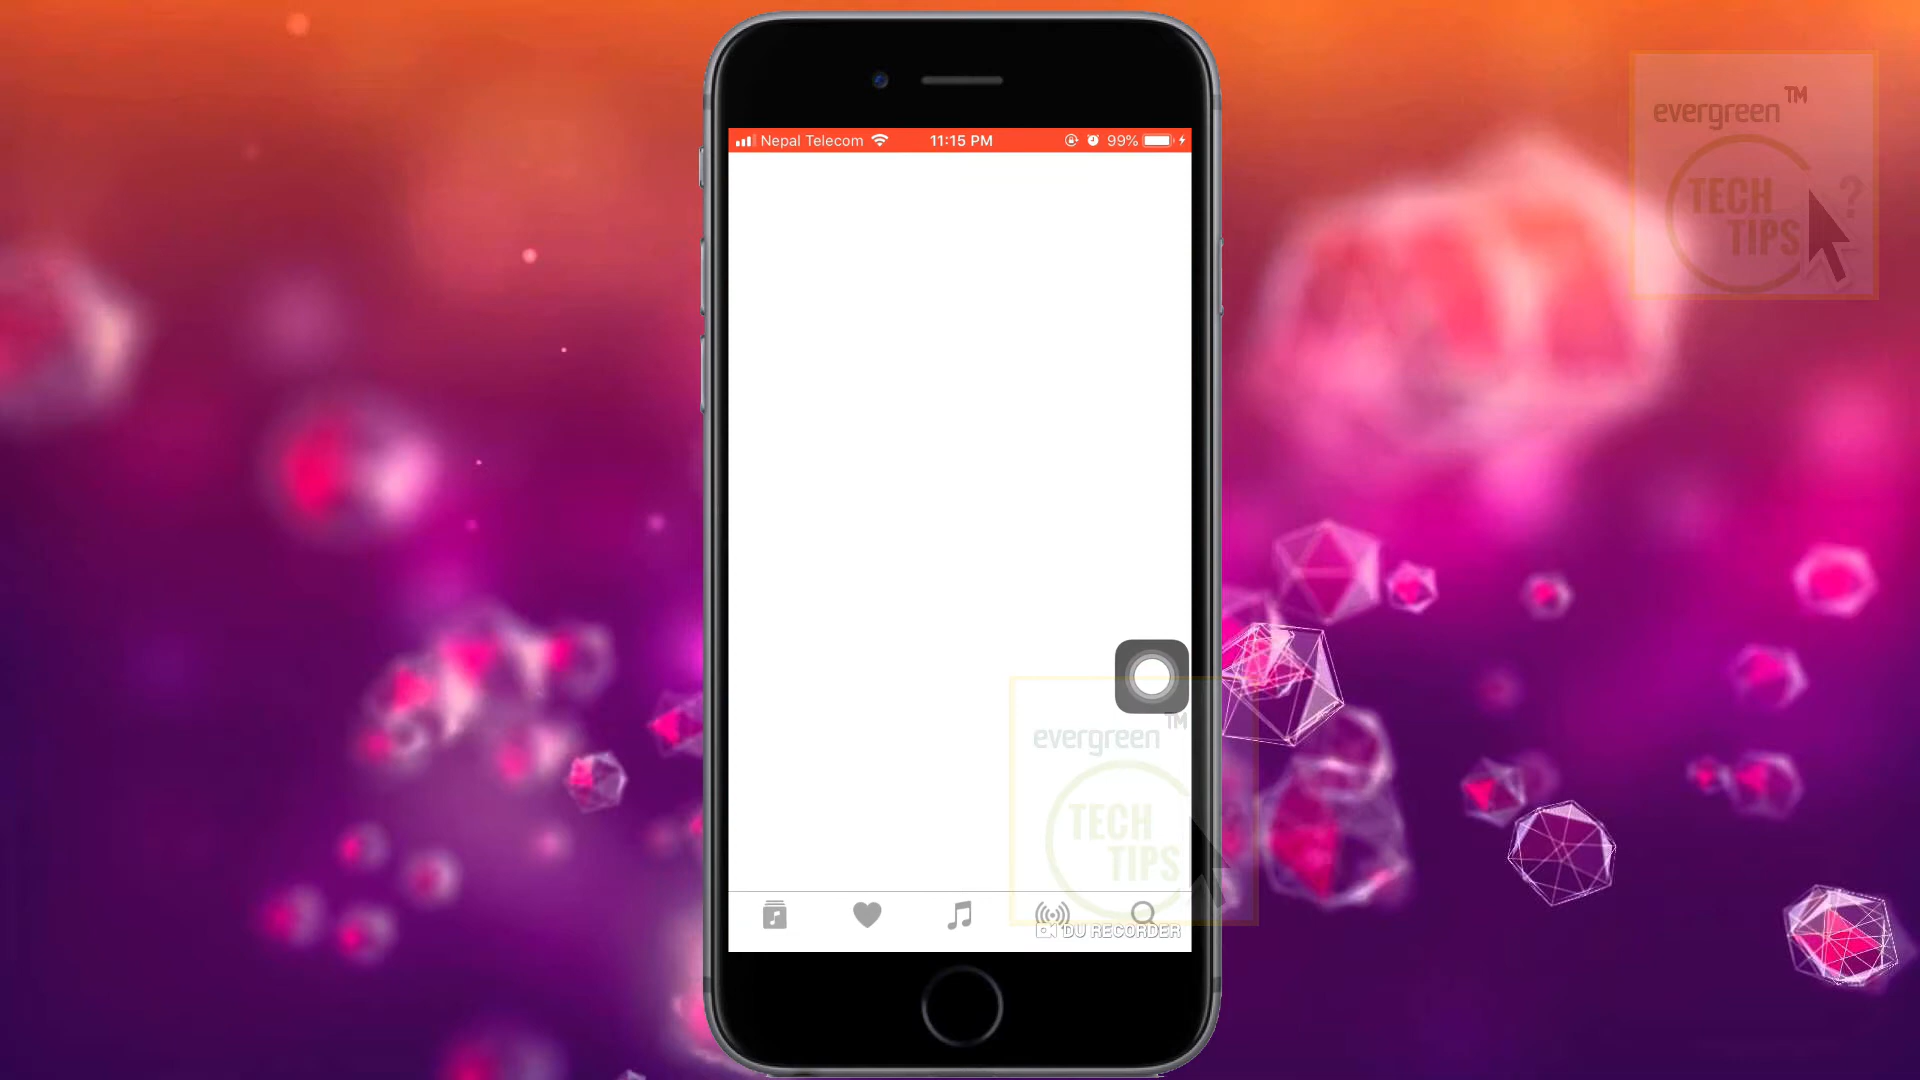 Nepal Telecom
11:15 PM
99%
evergreen TM
TECH
TIPS
?
evergreen TM
TECH
TIPS
DU RECORDER